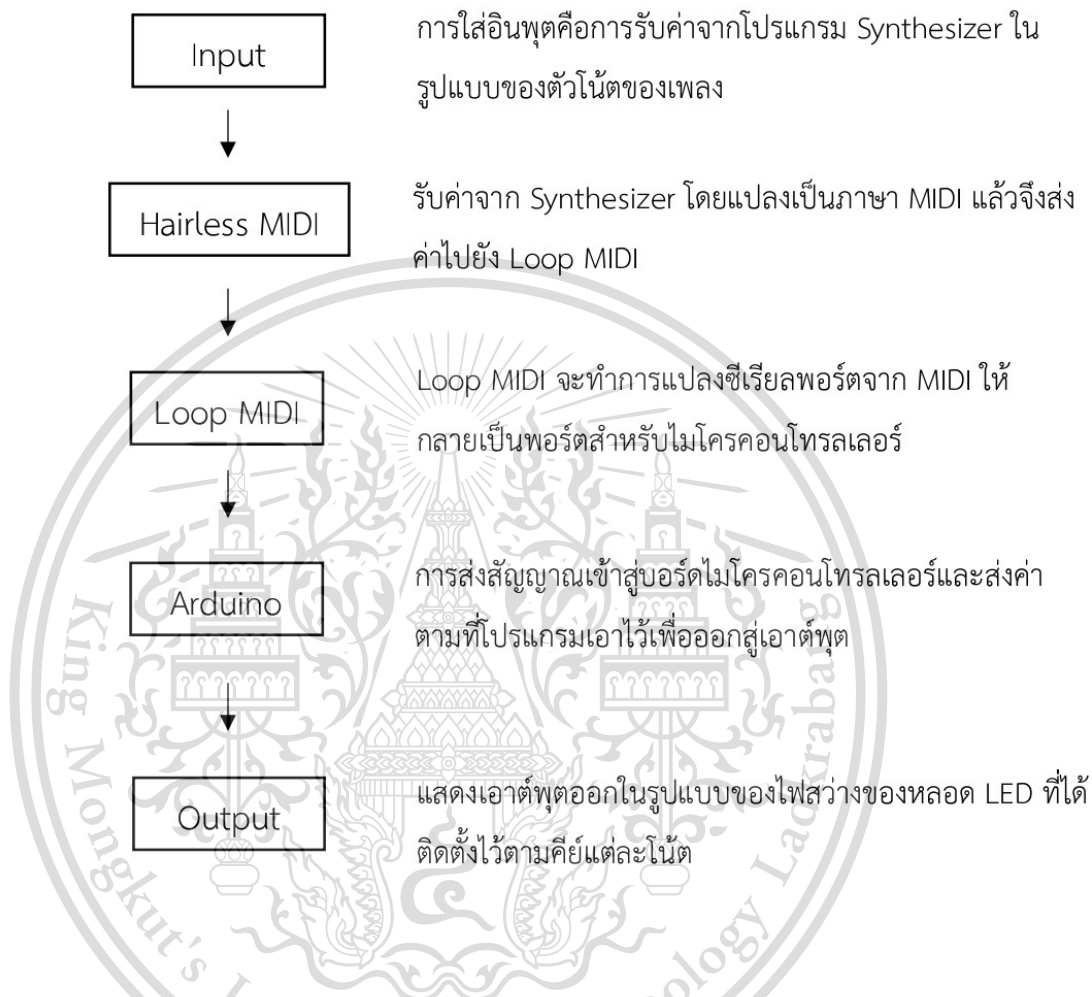 Input
การใส่อินพุตคือการรับค่าจากโปรแกรม Synthesizer ใน
รูปแบบของตัวโน้ตของเพลง
Hairless MIDI
รับค่าจาก Synthesizer โดยแปลงเป็นภาษา MIDI แล้วจึงส่ง
ค่าไปยัง Loop MIDI
Loop MIDI
Loop MIDI จะทำการแปลงซีเรียลพอร์ตจาก MIDI ให้
กลายเป็นพอร์ตสำหรับไมโครคอนโทรลเลอร์
Arduino
การส่งสัญญาณเข้าสู่บอร์ดไมโครคอนโทรลเลอร์และส่งค่า
ตามที่โปรแกรมเอาไว้เพื่อออกสู่เอาต์พุต
Output
แสดงเอาต์พุตออกในรูปแบบของไฟสว่างของหลอด LED ที่ได้
ติดตั้งไว้ตามคีย์แต่ละโน้ต
King Mongkut's Ladkrabang